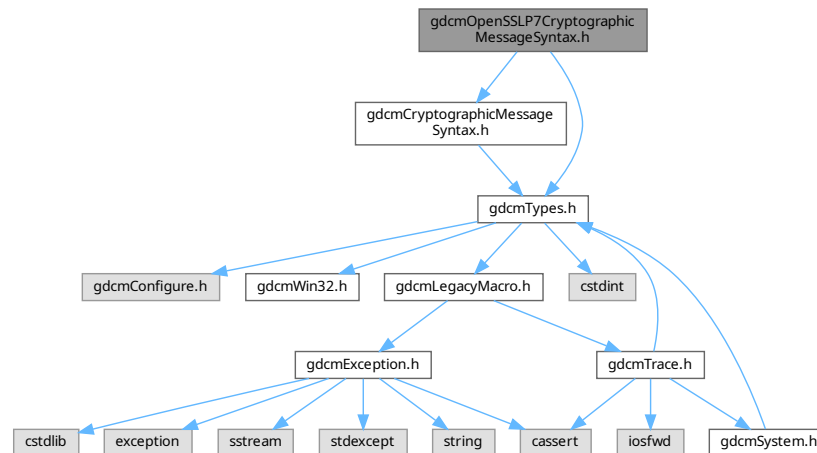 gdcmOpenSSLP7Cryptographic
MessageSyntax.h
gdcmCryptographicMessage
Syntax.h
gdcmTypes.h
gdcmConfigure.h
gdcmWin32.h
gdcmLegacyMacro.h
cstdint
gdcmException.h
gdcmTrace.h
cstdlib
exception
sstream
stdexcept
string
cassert
iosfwd
gdcmSystem.h